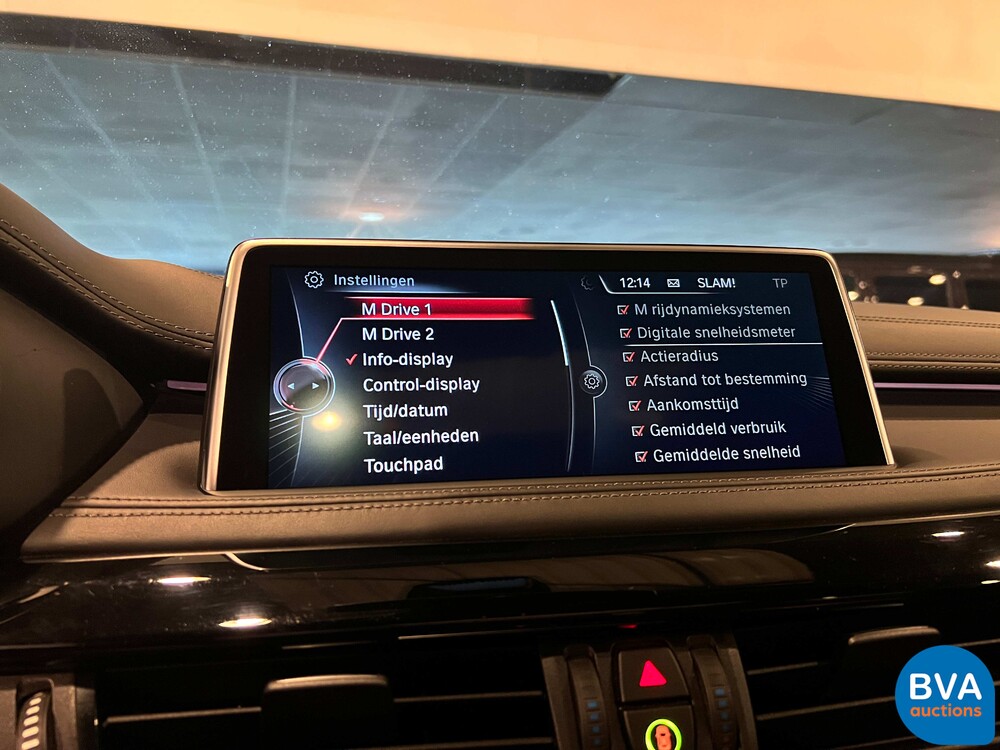 Instellingen
M Drive 1
M Drive 2
Info-display
Control-display
Tijd/datum
Taal/eenheden
Touchpad
12:14 SLAM! TP
M rijdynamieksystemen
Digitale snelheidsmeter
Actieradius
Afstand tot bestemming
Aankomsttijd
Gemiddeld verbruik
Gemiddelde snelheid
BVA
auctions